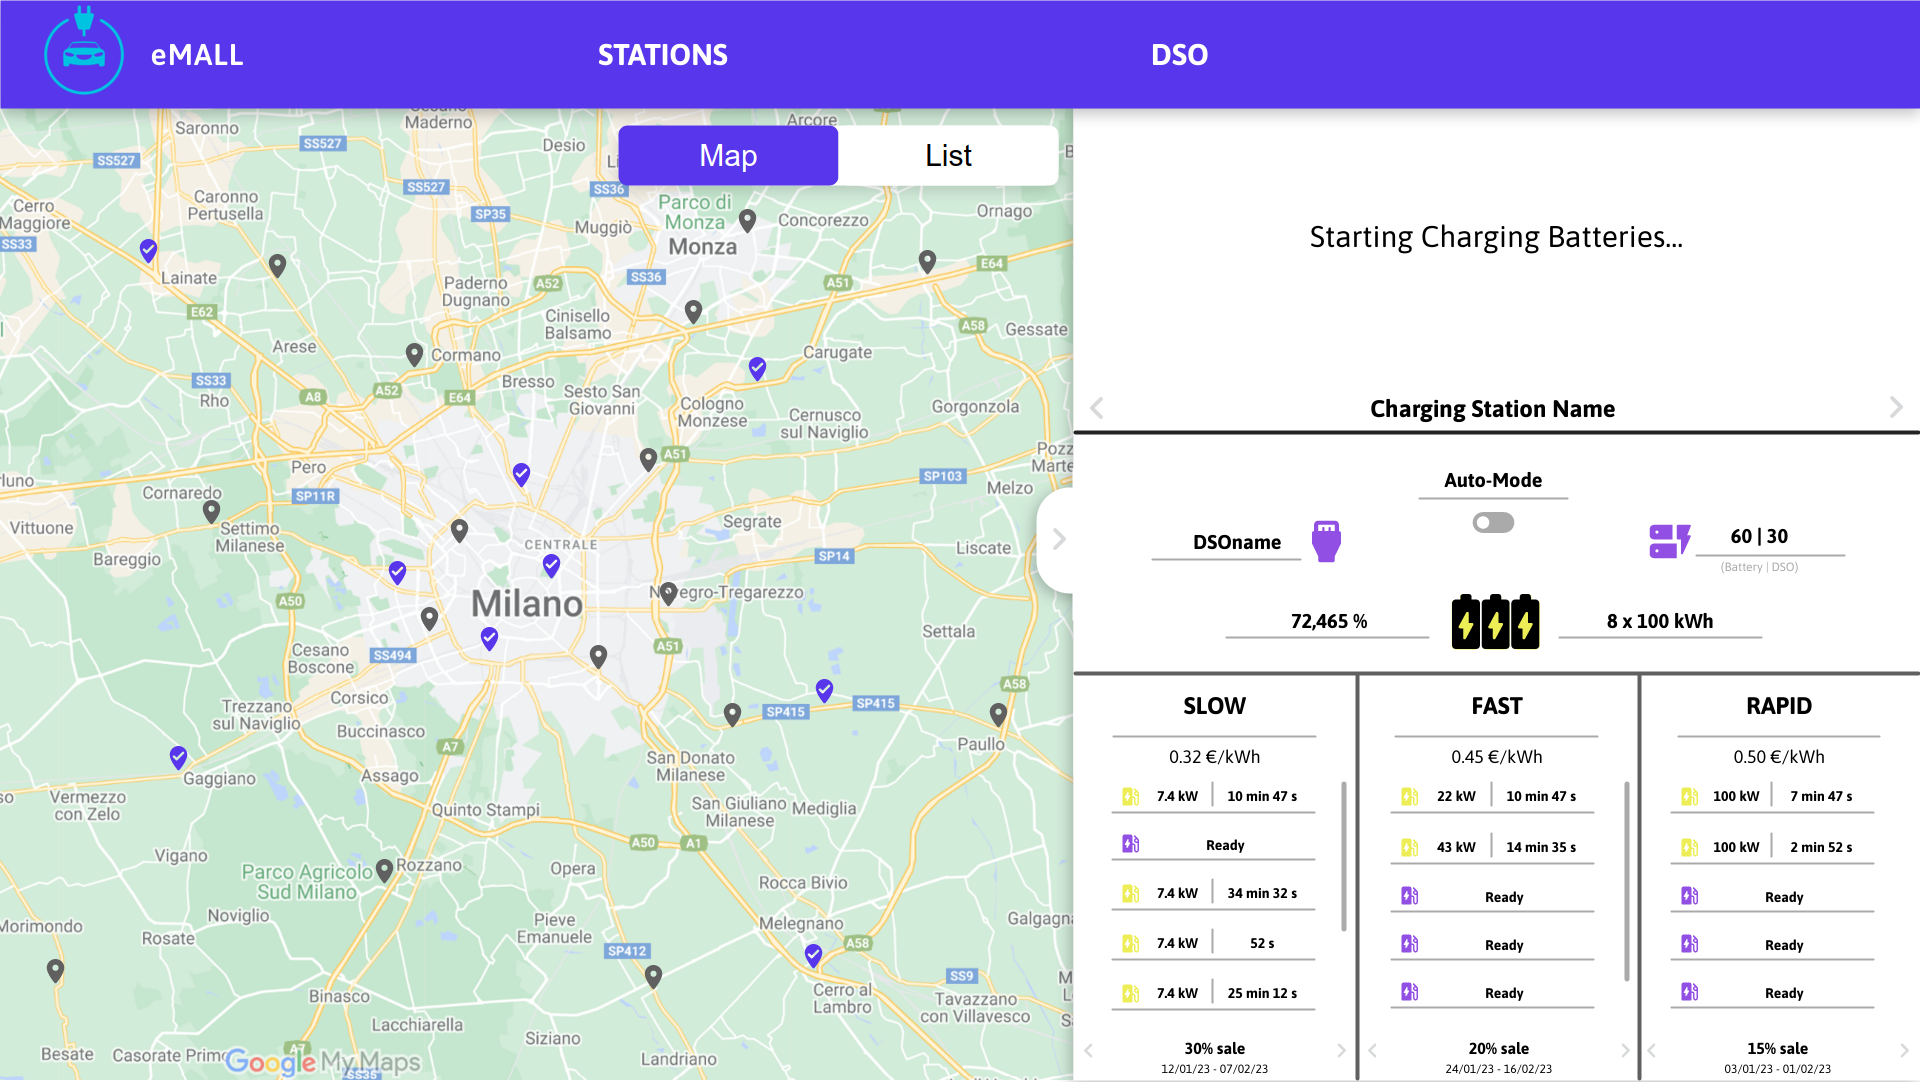 eMALL
STATIONS
DSO
Map
List
Saronno
Maderno
Desio
Arcore
SS527
SS527
SS527
SS36
SP35
Caronno
Pertusella
Cerro
Maggiore
SS33
Lainate
Muggiò
Parco di
Monza
Monza
Concorezzo
Ornago
E64
SS36
A51
A52
Paderno
Dugnano
E62
Cinisello
Balsamo
A58
Gessate
Arese
Cormano
Carugate
SS33
Rho
A8
A52
E64
Bresso
Sesto San
Giovanni
Cologno
Monzese
Cernusco
sul Naviglio
Gorgonzola
Pero
A51
SP103
Melzo
Cornaredo
SP11R
Vittuone
Settimo
Milanese
Bareggio
Segrate
CENTRALE
SP14
Liscate
A50
Milano
Settala
Cesano
Boscone
SS494
A51
Corsico
Trezzano
sul Naviglio
Buccinasco
SP415
SP415
A58
Paullo
A7
San Donato
Milanese
Gaggiano
Assago
Vermezzo
con Zelo
Quinto Stampi
San Giuliano
Milanese
Mediglia
A50
A1
Vigano
Parco Agricolo
Sud Milano
Rozzano
Opera
Rocca Bivio
Morimondo
Noviglio
Rosate
Pieve
Emanuele
Melegnano
SP412
A58
SS9
Binasco
Cerro al
Lambro
Tavazzano
con Villavesco
Lacchiarella
Siziano
Besate
A7
Landriano
Google My Maps
SS35
Starting Charging Batteries...
Charging Station Name
Auto-Mode
DSOname
60 | 30
(Battery | DSO)
72,465 %
8 x 100 kWh
SLOW
0.32 €/kWh
7.4 kW | 10 min 47 s
Ready
7.4 kW | 34 min 32 s
7.4 kW | 52 s
7.4 kW | 25 min 12 s
30% sale
12/01/23 - 07/02/23
FAST
0.45 €/kWh
22 kW | 10 min 47 s
43 kW | 14 min 35 s
Ready
Ready
Ready
20% sale
24/01/23 - 16/02/23
RAPID
0.50 €/kWh
100 kW | 7 min 47 s
100 kW | 2 min 52 s
Ready
Ready
Ready
15% sale
03/01/23 - 01/02/23